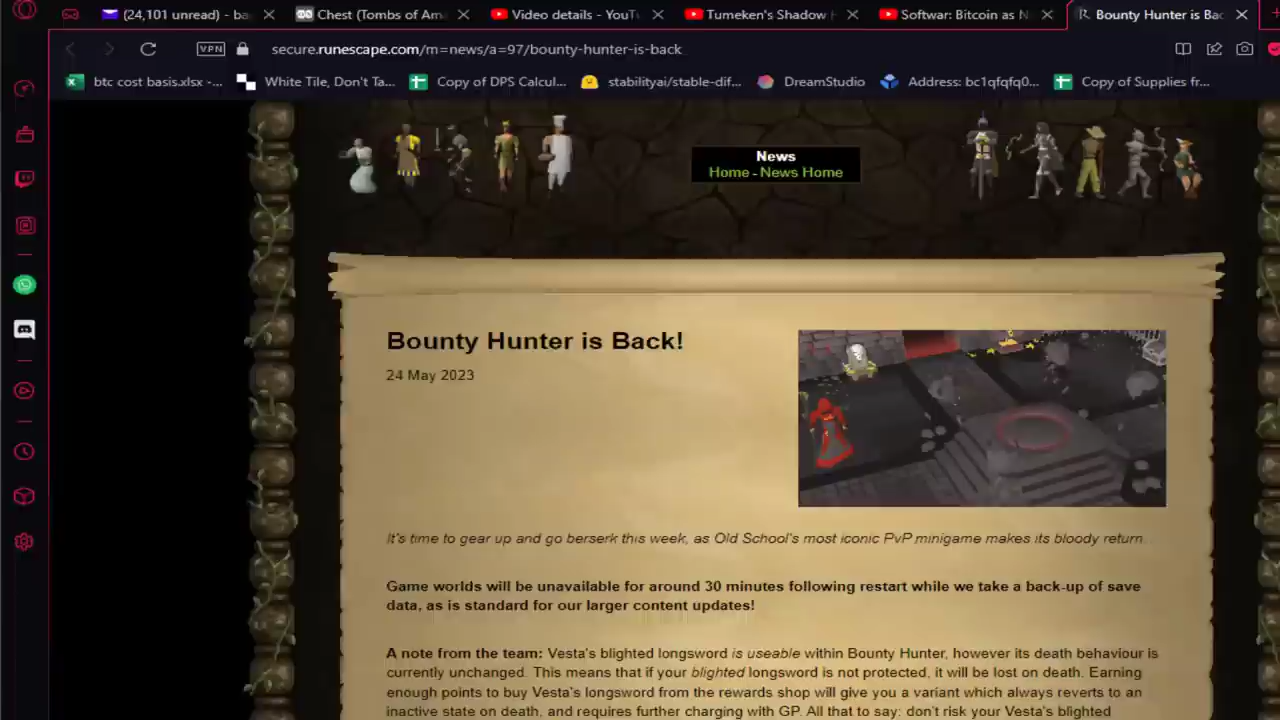 (24,101 unread) - ba
Chest (Tombs of Am
Video details - YouT
Tumeken's Shadow
Softwar: Bitcoin as N
Bounty Hunter is Bac
VPN
secure.runescape.com/m=news/a=97/bounty-hunter-is-back
btc cost basis.xlsx -...
White Tile, Don't Ta...
Copy of DPS Calcul...
stabilityai/stable-dif...
DreamStudio
Address: bc1qfqfq0...
Copy of Supplies fr...
News
Home - News Home
Bounty Hunter is Back!
24 May 2023
It's time to gear up and go berserk this week, as Old School's most iconic PvP minigame makes its bloody return.
Game worlds will be unavailable for around 30 minutes following restart while we take a back-up of save
data, as is standard for our larger content updates!
A note from the team: Vesta's blighted longsword is useable within Bounty Hunter, however its death behaviour is
currently unchanged. This means that if your blighted longsword is not protected, it will be lost on death. Earning
enough points to buy Vesta's longsword from the rewards shop will give you a variant which always reverts to an
inactive state on death, and requires further charging with GP. All that to say: don't risk your Vesta's blighted